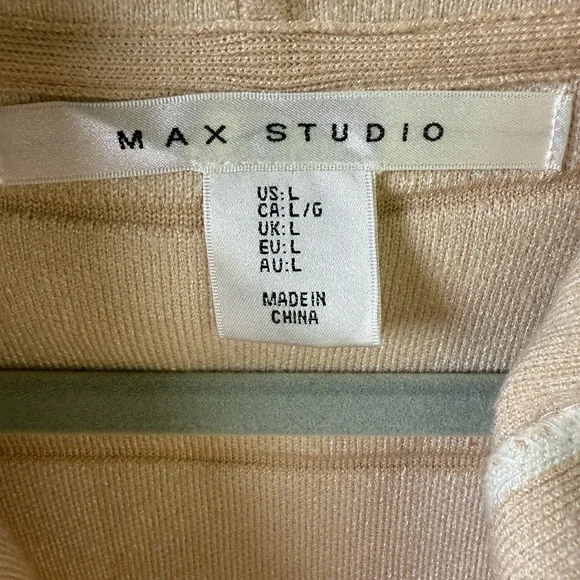 MAX STUDIO
US:L
CA:L/G
UK:L
EU:L
AU:L
MADE IN
CHINA